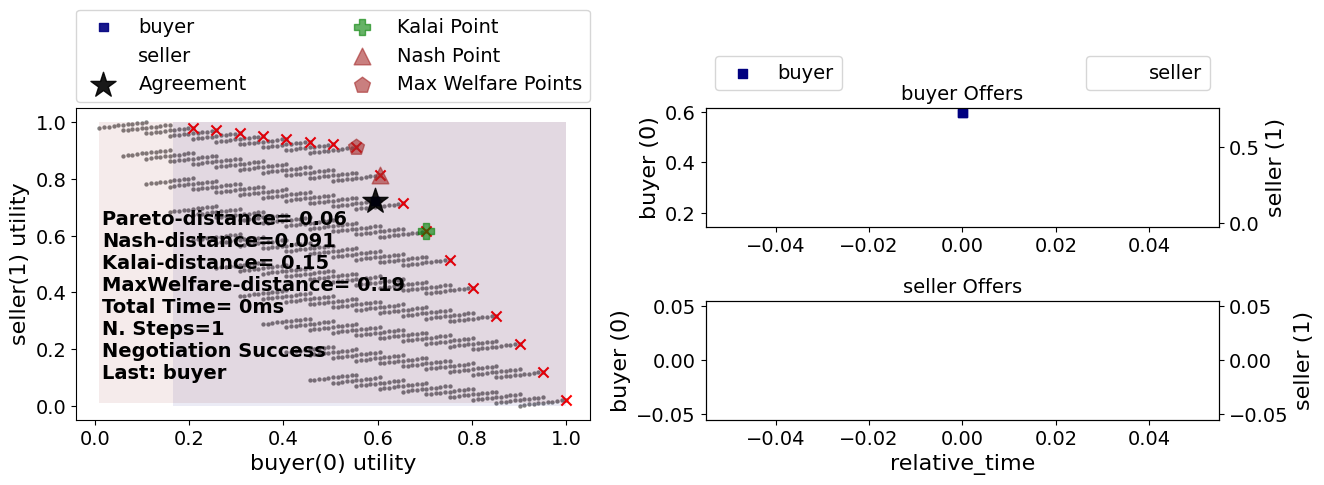 buyer
seller
Agreement
Kalai Point
Nash Point
Max Welfare Points
seller(1) utility
1.0
0.8
0.6
0.4
0.2
0.0
Pareto-distance= 0.06
Nash-distance=0.091
Kalai-distance= 0.15
MaxWelfare-distance= 0.19
Total Time= 0ms
N. Steps=1
Negotiation Success
Last: buyer
0.0 0.2 0.4 0.6 0.8 1.0
buyer(0) utility
buyer
seller
buyer Offers
buyer (0)
0.6
0.4
0.2
0.5
0.0
seller (1)
−0.04 −0.02 0.00 0.02 0.04
seller Offers
buyer (0)
0.05
0.00
−0.05
0.05
0.00
−0.05
seller (1)
−0.04 −0.02 0.00 0.02 0.04
relative_time